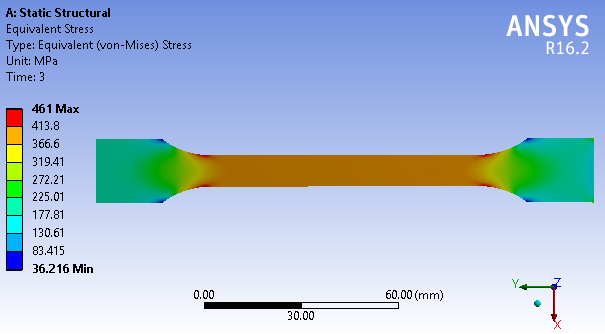 A: Static Structural
Equivalent Stress
Type: Equivalent (von-Mises) Stress
Unit: MPa
Time: 3
ANSYS
R16.2
461 Max
413.8
366.6
319.41
272.21
225.01
177.81
130.61
83.415
36.216 Min
0.00
60.00 (mm)
30.00
Y
Z
X